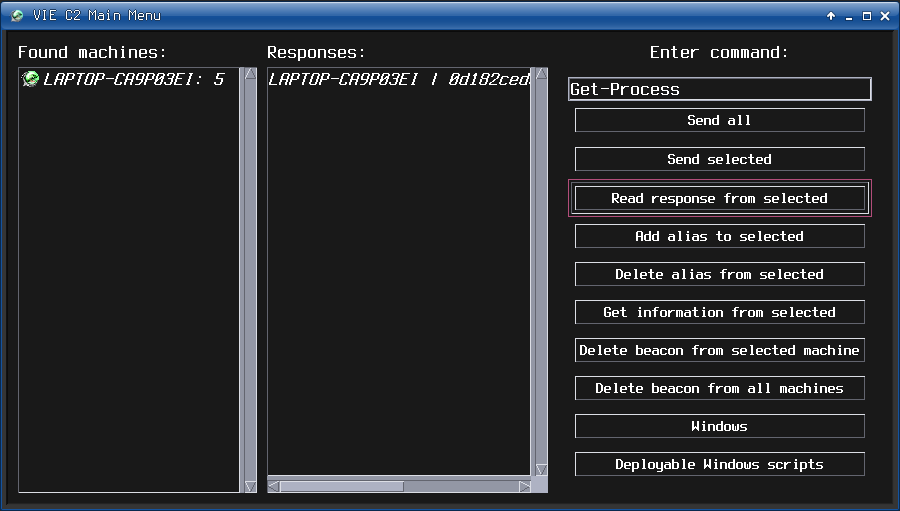 VIE C2 Main Menu
Found machines:
LAPTOP-CA9P03EI: 5
Responses:
LAPTOP-CA9P03EI | 0d182ced
Enter command:
Get-Process
Send all
Send selected
Read response from selected
Add alias to selected
Delete alias from selected
Get information from selected
Delete beacon from selected machine
Delete beacon from all machines
Windows
Deployable Windows scripts